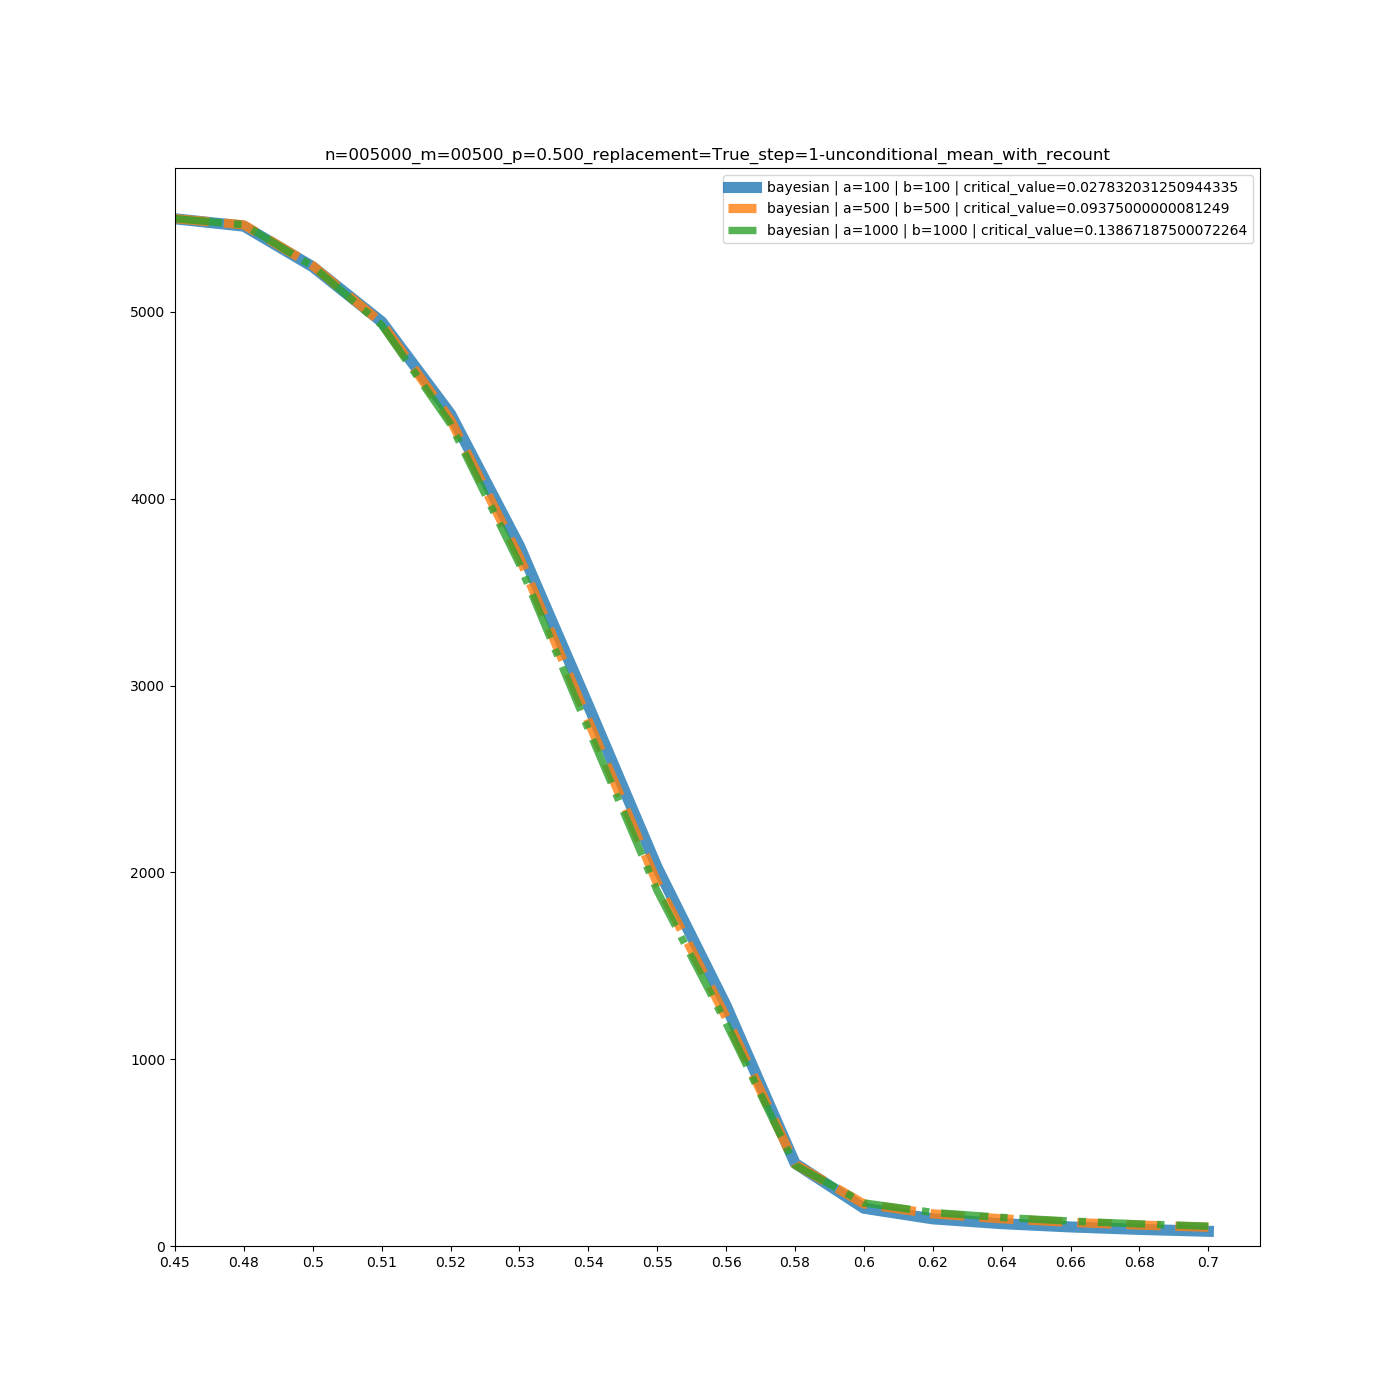 n=005000_m=00500_p=0.500_replacement=True_step=1-unconditional_mean_with_recount
bayesian | a=100 | b=100 | critical_value=0.027832031250944335
bayesian | a=500 | b=500 | critical_value=0.09375000000081249
bayesian | a=1000 | b=1000 | critical_value=0.13867187500072264
5000
4000
3000
2000
1000
0
0.45 0.48 0.5 0.51 0.52 0.53 0.54 0.55 0.56 0.58 0.6 0.62 0.64 0.66 0.68 0.7